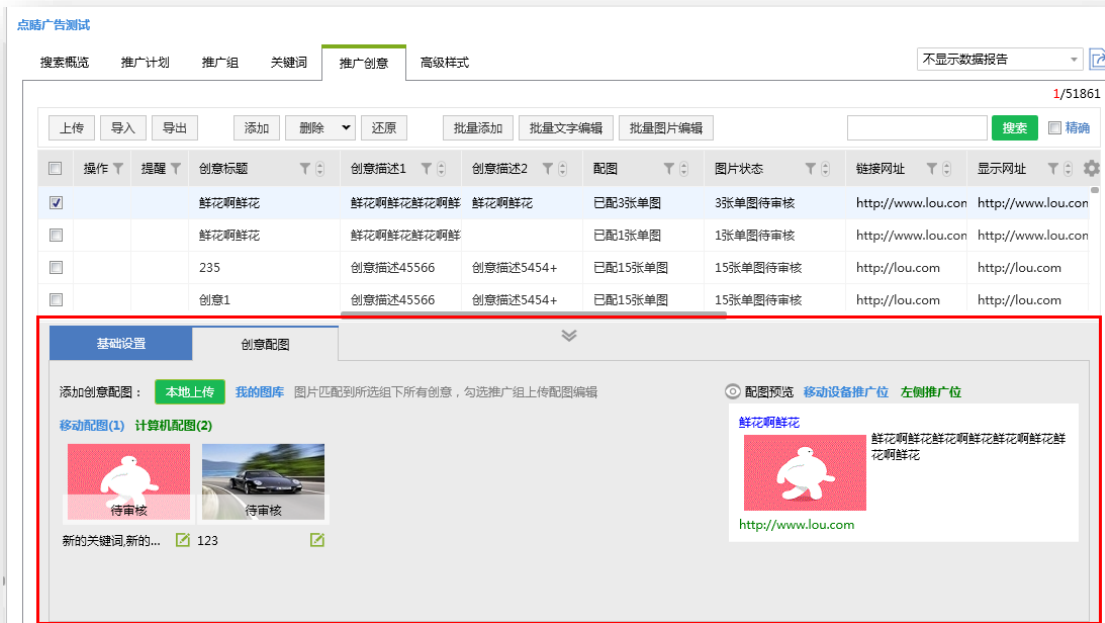 点睛广告测试
搜索概览 推广计划 推广组 关键词 推广创意 高级样式 不显示数据报告
1/51861
上传 导入 导出 添加 删除 还原 批量添加 批量文字编辑 批量图片编辑 搜索 精确
操作 提醒 创意标题 创意描述1 创意描述2 配图 图片状态 链接网址 显示网址
鲜花啊鲜花 鲜花啊鲜花鲜花啊鲜 鲜花啊鲜花 已配3张单图 3张单图待审核 http://www.lou.con http://www.lou.con
鲜花啊鲜花 鲜花啊鲜花鲜花啊鲜 已配1张单图 1张单图待审核 http://www.lou.con http://www.lou.con
235 创意描述45566 创意描述5454+ 已配15张单图 15张单图待审核 http://lou.com http://lou.com
创意1 创意描述45566 创意描述5454+ 已配15张单图 15张单图待审核 http://lou.com http://lou.com
基础设置 创意配图
添加创意配图： 本地上传 我的图库 图片匹配到所选组下所有创意，勾选推广组上传配图编辑
移动配图(1) 计算机配图(2)
待审核 待审核
新的关键词,新的... 123
配图预览 移动设备推广位 左侧推广位
鲜花啊鲜花
鲜花啊鲜花鲜花啊鲜花鲜花啊鲜花鲜
花啊鲜花
http://www.lou.com